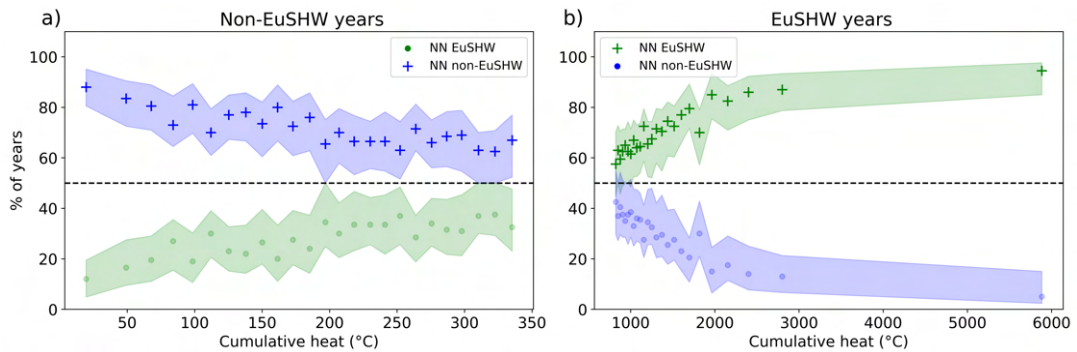 a)
Non-EuSHW years
NN EuSHW
NN non-EuSHW
% of years
100
80
60
40
20
0
50
100
150
200
250
300
350
Cumulative heat (°C)
b)
EuSHW years
NN EuSHW
NN non-EuSHW
100
80
60
40
20
0
1000
2000
3000
4000
5000
6000
Cumulative heat (°C)